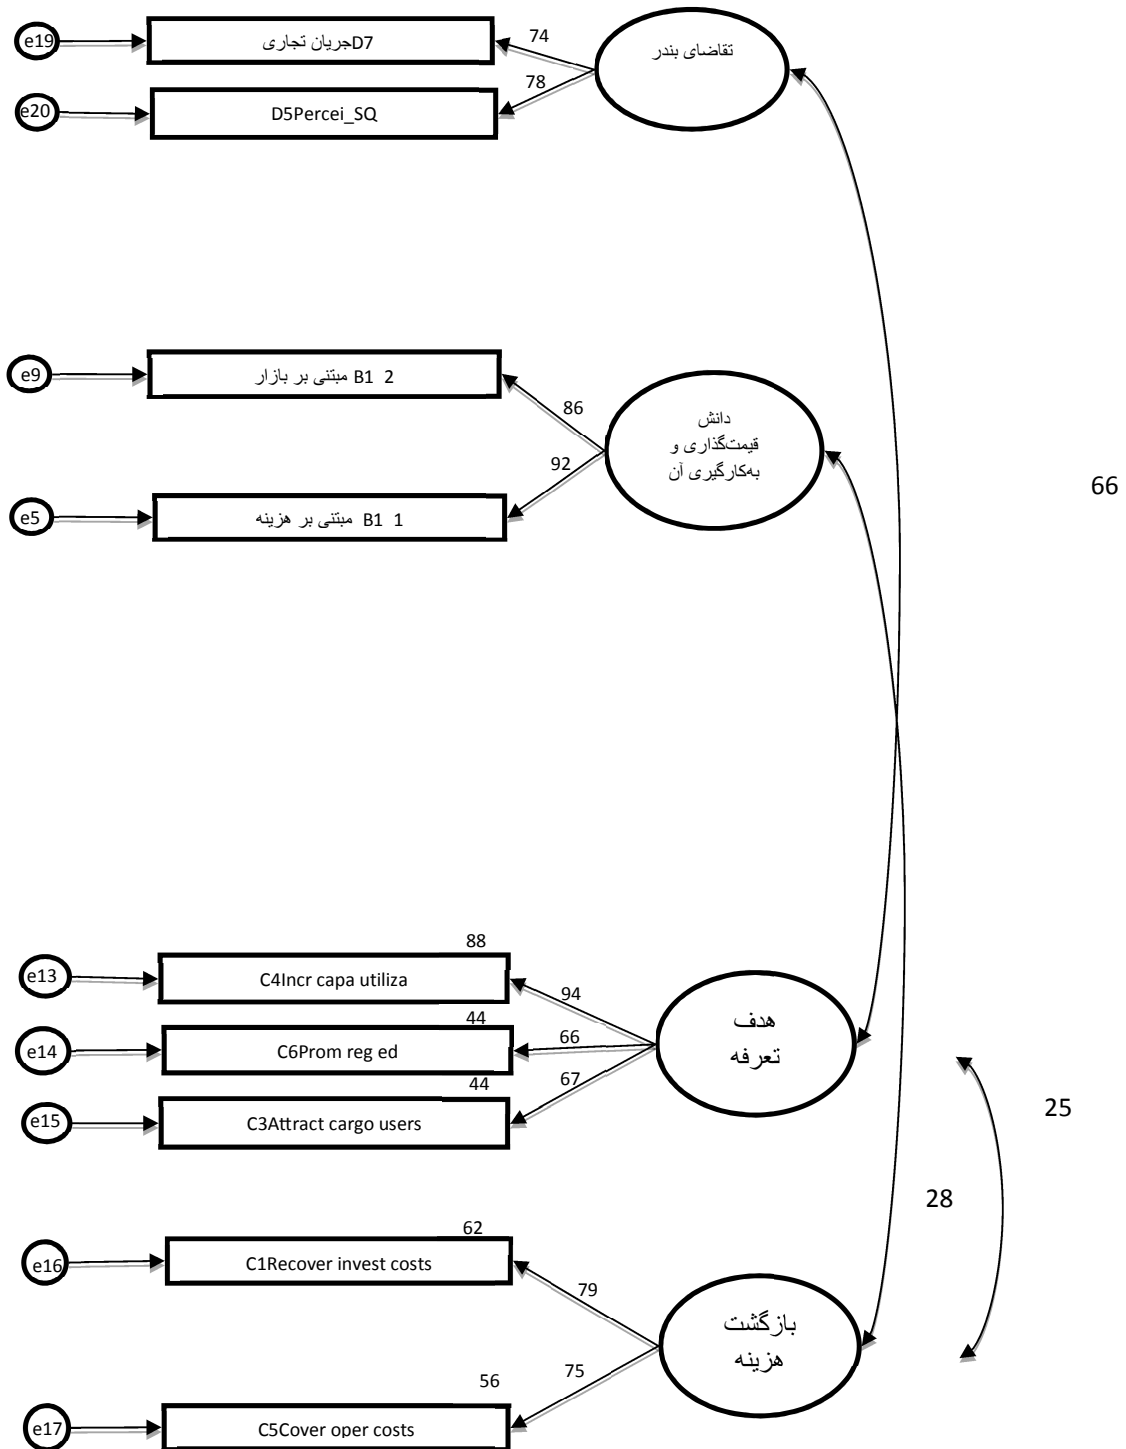 e19
D7جریان تجاری
74
تقاضای بندر
78
e20
D5Percei_SQ
e9
B1 2 مبتنی بر بازار
86
دانش
قیمت‌گذاری و
به‌کارگیری آن
92
66
e5
B1 1 مبتنی بر هزینه
88
e13
C4Incr capa utiliza
94
هدف
تعرفه
44
e14
C6Prom reg ed
66
44
67
e15
C3Attract cargo users
25
28
62
e16
C1Recover invest costs
79
بازگشت
هزینه
56
75
e17
C5Cover oper costs